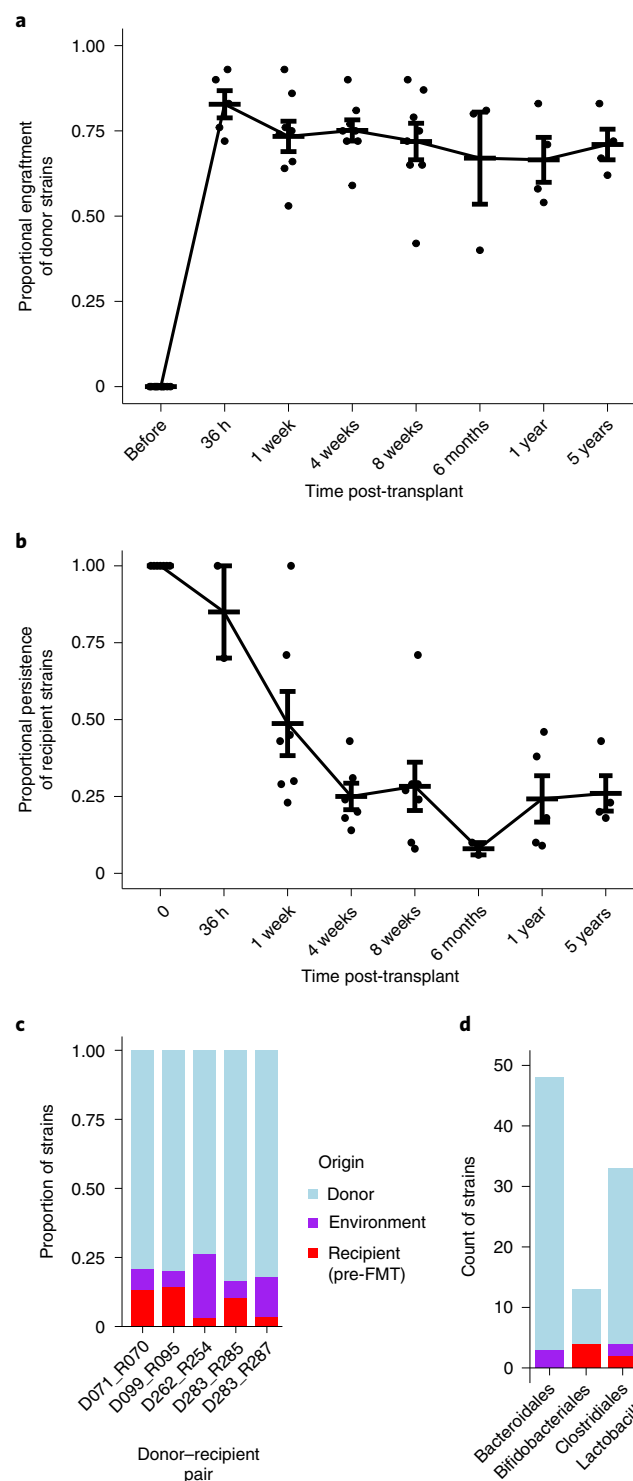 a
1.00
0.75
0.50
0.25
0
Proportional engraftment
of donor strains
Before
36 h
1 week
4 weeks
8 weeks
6 months
1 year
5 years
Time post-transplant
b
1.00
0.75
0.50
0.25
0
Proportional persistence
of recipient strains
0
36 h
1 week
4 weeks
8 weeks
6 months
1 year
5 years
Time post-transplant
c
1.00
0.75
0.50
0.25
0
Proportion of strains
D071_R070
D099_R095
D262_R254
D283_R285
D283_R287
Donor–recipient
pair
Origin
Donor
Environment
Recipient
(pre-FMT)
d
50
40
30
20
10
0
Count of strains
Bacteroidales
Bifidobacteriales
Clostridiales